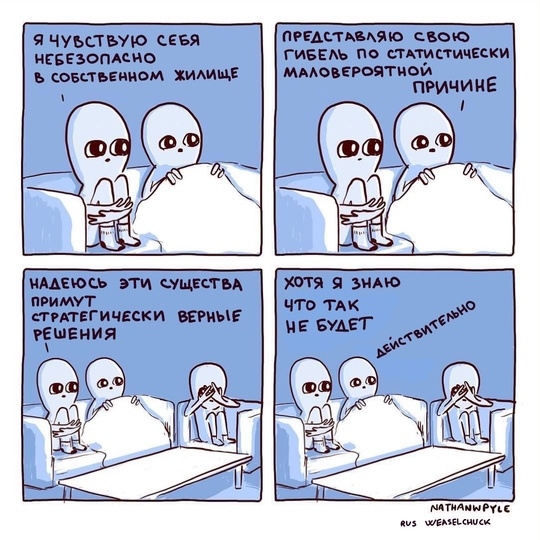 Я ЧУВСТВУЮ СЕБЯ
НЕБЕЗОПАСНО
В СОБСТВЕННОМ ЖИЛИЩЕ
ПРЕДСТАВЛЯЮ СВОЮ
ГИБЕЛЬ ПО СТАТИСТИЧЕСКИ
МАЛОВЕРОЯТНОЙ
ПРИЧИНЕ
НАДЕЮСЬ ЭТИ СУЩЕСТВА
ПРИМУТ
СТРАТЕГИЧЕСКИ ВЕРНЫЕ
РЕШЕНИЯ
ХОТЯ Я ЗНАЮ
ЧТО ТАК
НЕ БУДЕТ
ДЕЙСТВИТЕЛЬНО
NATHANWPYLE
RUS WEASELCHUCK